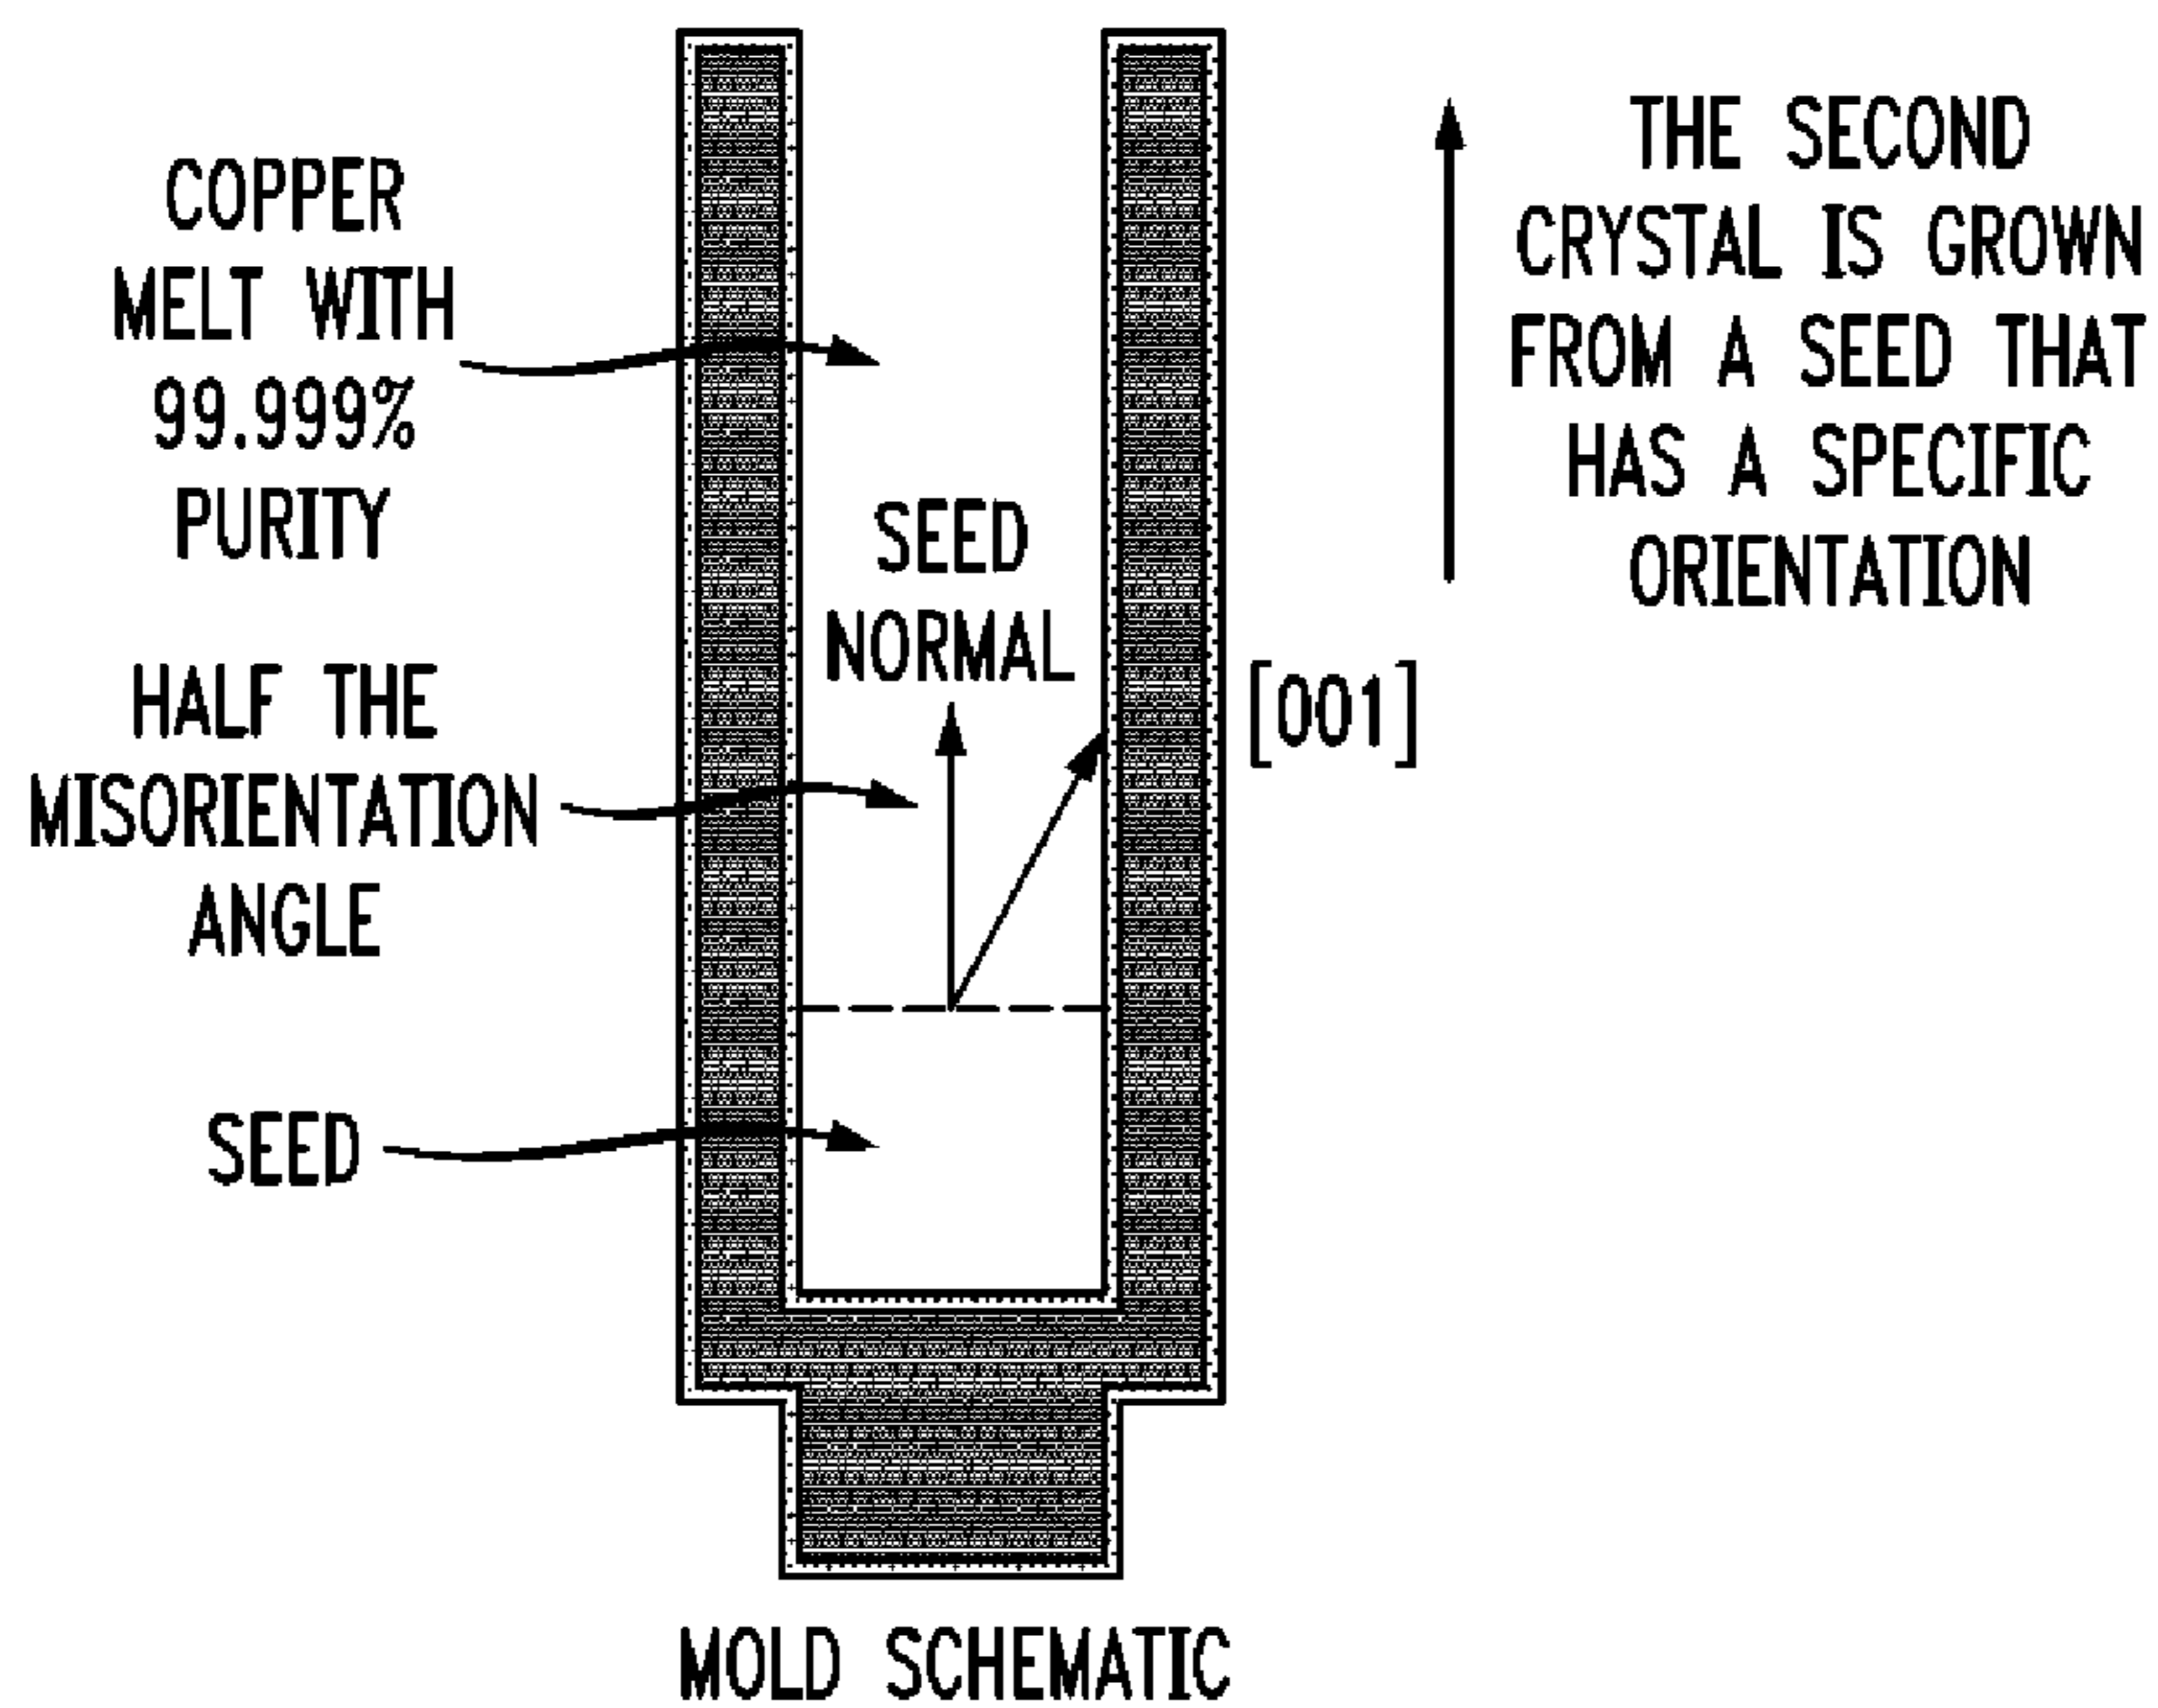 COPPER
MELT WITH
99.999%
PURITY
HALF THE
MISORIENTATION
ANGLE
SEED
SEED
NORMAL
[001]
THE SECOND
CRYSTAL IS GROWN
FROM A SEED THAT
HAS A SPECIFIC
ORIENTATION
MOLD SCHEMATIC